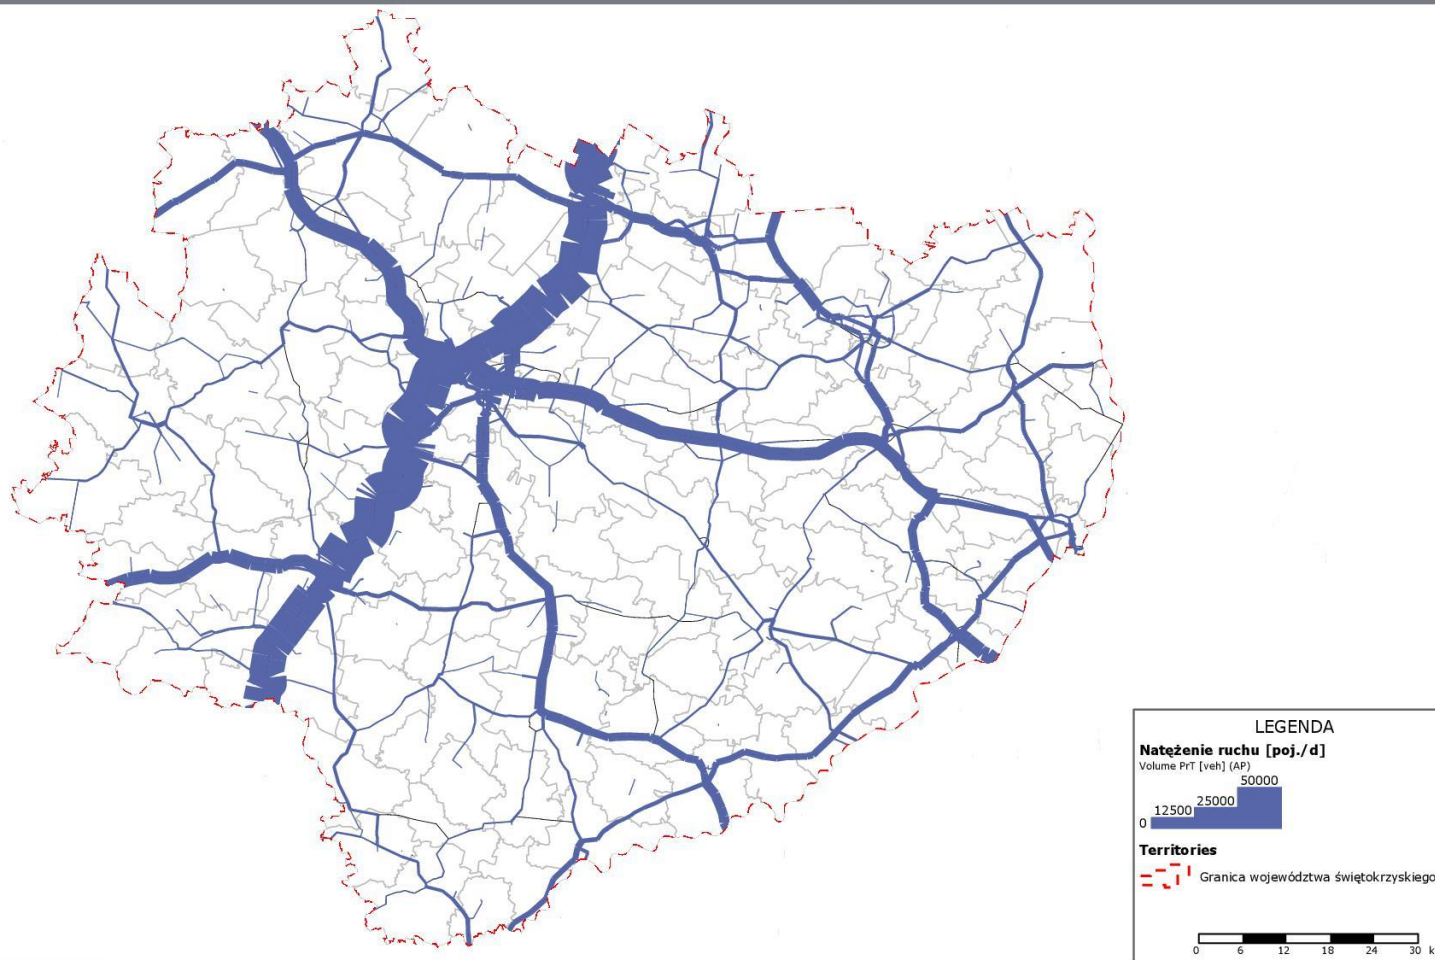 LEGENDA
Natężenie ruchu [poj./d]
Volume PrT [veh] (AP)
50000
25000
12500
0
Territories
Granica województwa świętokrzyskiego
0 6 12 18 24 30 k